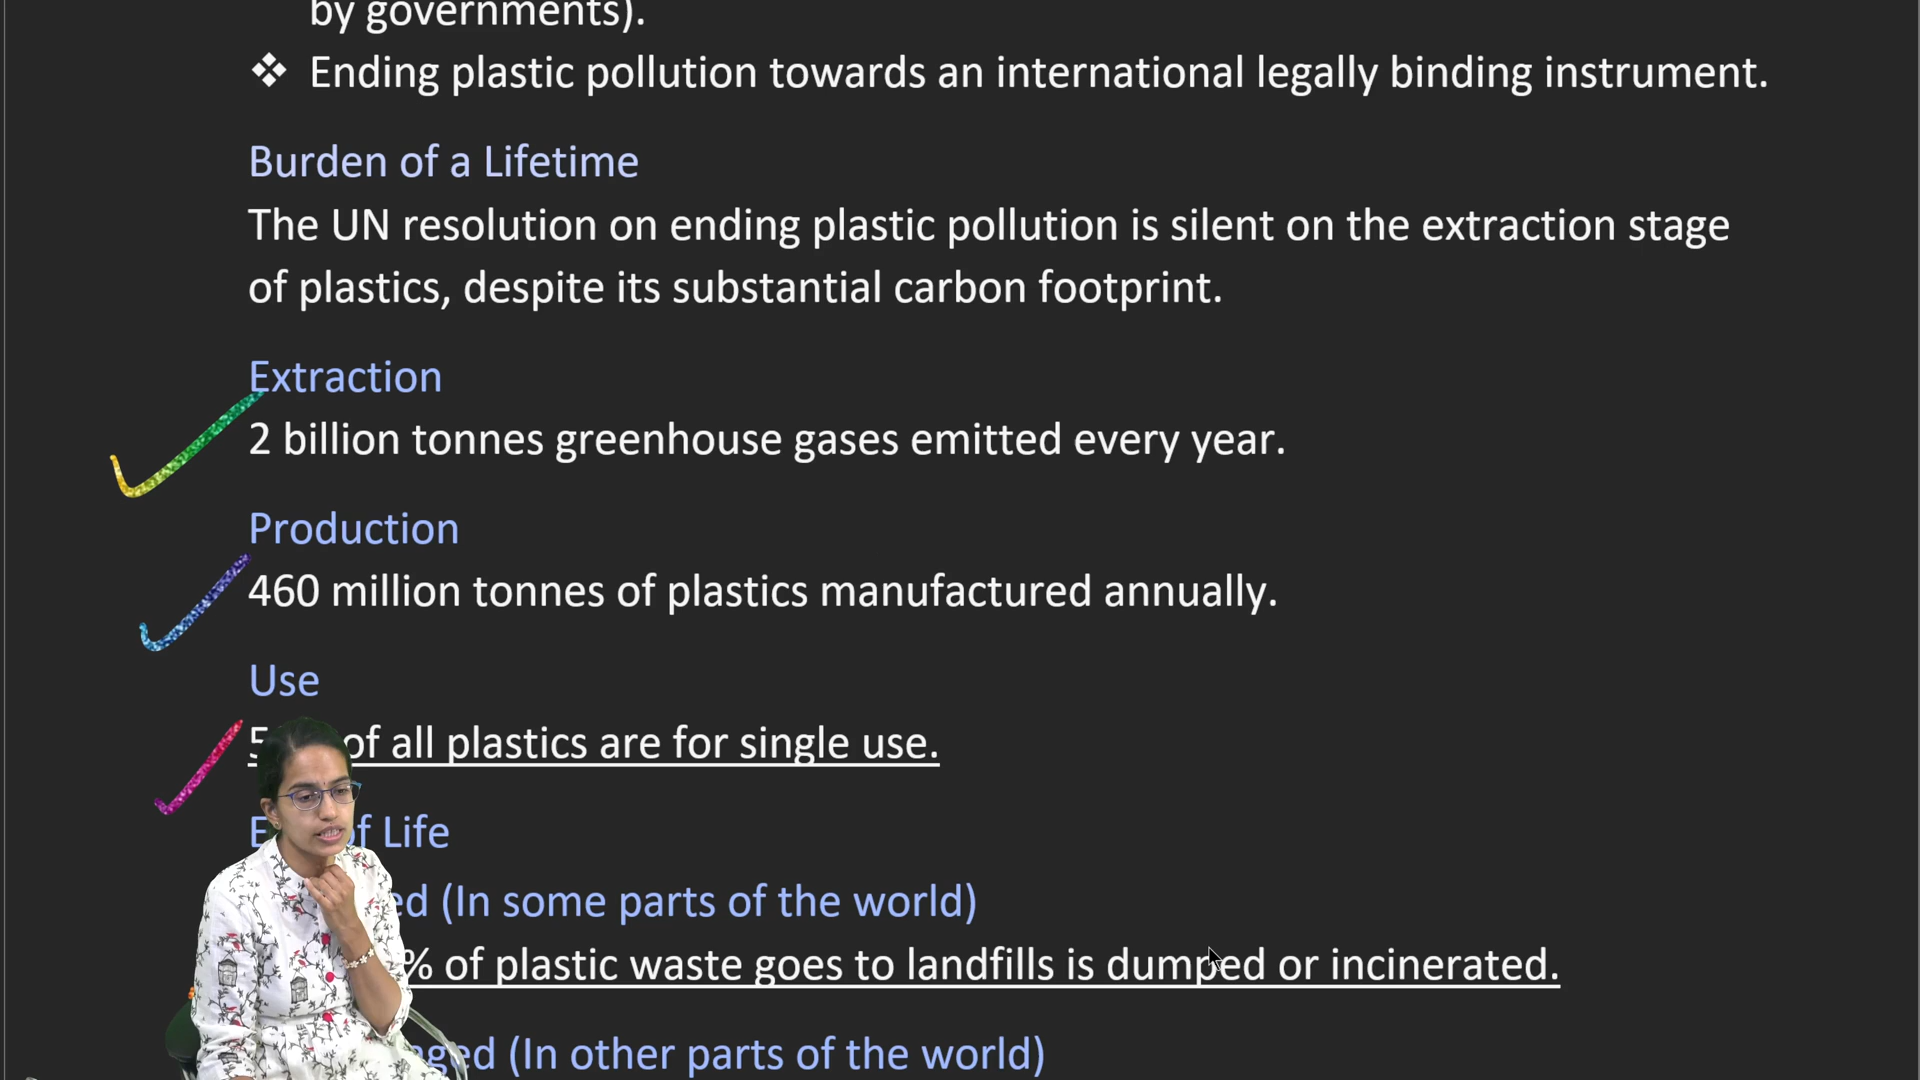 by governments).
❖ Ending plastic pollution towards an international legally binding instrument.
Burden of a Lifetime
The UN resolution on ending plastic pollution is silent on the extraction stage
of plastics, despite its substantial carbon footprint.
Extraction
2 billion tonnes greenhouse gases emitted every year.
Production
460 million tonnes of plastics manufactured annually.
Use
of all plastics are for single use.
of Life
(In some parts of the world)
% of plastic waste goes to landfills is dumped or incinerated.
(In other parts of the world)